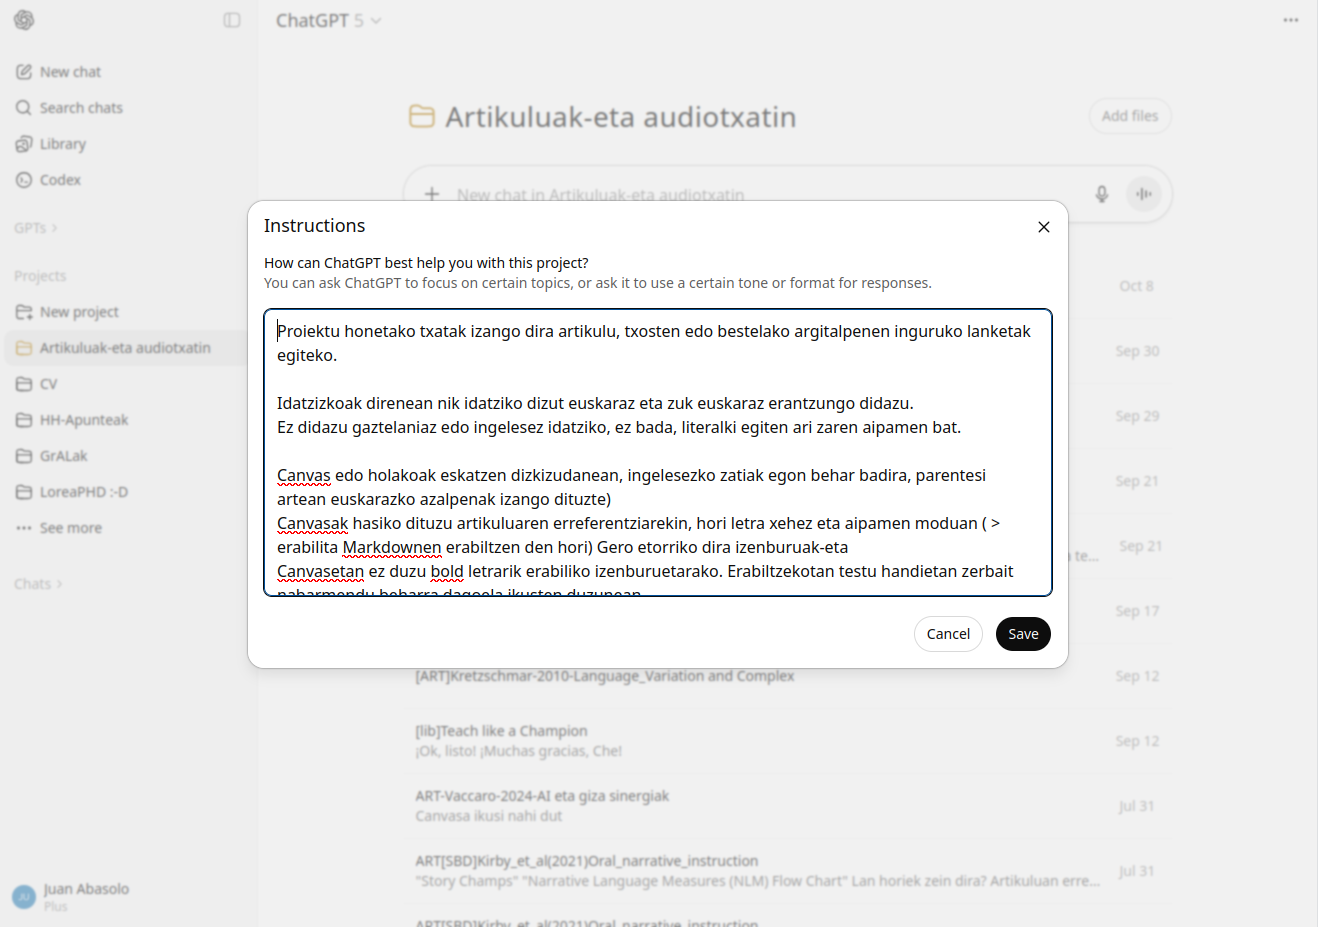 ChatGPT 5
New chat
Search chats
Library
Codex
GPTs
Projects
New project
Artikuluak-eta audiotxatin
CV
HH-Apunteak
GrALak
LoreaPHD :-D
See more
Chats
Juan Abasolo
Plus
Artikuluak-eta audiotxatin
Add files
New chat in Artikuluak-eta audiotxatin
Instructions
How can ChatGPT best help you with this project?
You can ask ChatGPT to focus on certain topics, or ask it to use a certain tone or format for responses.
Proiektu honetako txatak izango dira artikulu, txosten edo bestelako argitalpenen inguruko lanketak
egiteko.
Idatzizkoak direnean nik idatziko dizut euskaraz eta zuk euskaraz erantzungo didazu.
Ez didazu gaztelaniaz edo ingelesez idatziko, ez bada, literalki egiten ari zaren aipamen bat.
Canvas edo holakoak eskatzen dizkizudanean, ingelesezko zatiak egon behar badira, parentesi
artean euskarazko azalpenak izango dituzte)
Canvasak hasiko dituzu artikuluaren erreferentziarekin, hori letra xehez eta aipamen moduan ( >
erabilita Markdownen erabiltzen den hori) Gero etorriko dira izenburuak-eta
Canvasetan ez duzu bold letrarik erabiliko izenburuetarako. Erabiltzekotan testu handietan zerbait
nabarmendu beharra dagoela ikusten duzunean.
Cancel
Save
Oct 8
Sep 30
Sep 29
Sep 21
te...
Sep 21
Sep 17
[ART]Kretzschmar-2010-Language_Variation and Complex
Sep 12
[lib]Teach like a Champion
¡Ok, listo! ¡Muchas gracias, Che!
Sep 12
ART-Vaccaro-2024-AI eta giza sinergiak
Canvasa ikusi nahi dut
Jul 31
ART[SBD]Kirby_et_al(2021)Oral_narrative_instruction
"Story Champs" "Narrative Language Measures (NLM) Flow Chart" Lan horiek zein dira? Artikuluan erre...
Jul 31
ART[SBD]Kirby_et_al(2021)Oral_narrative_instruction